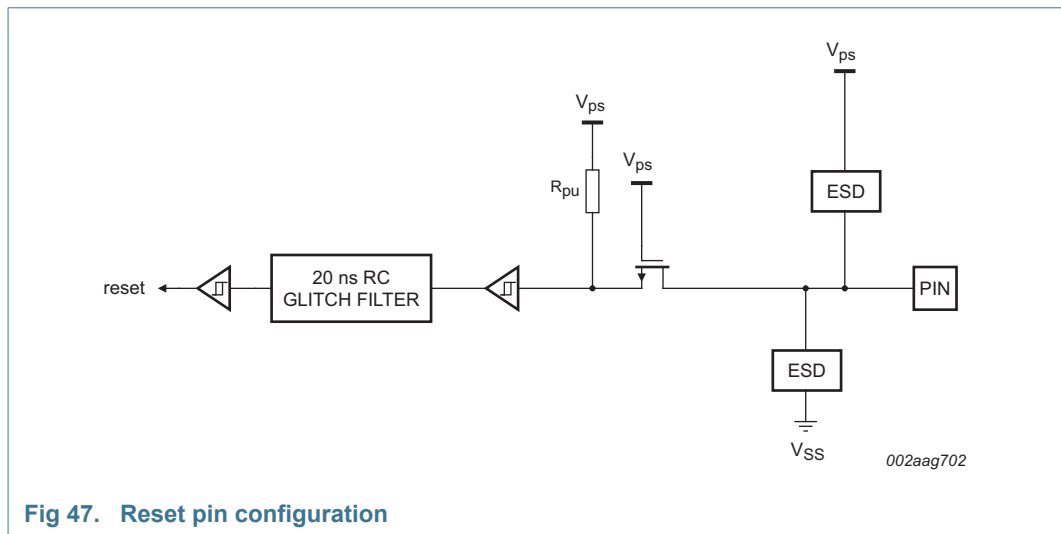 Vps
Vps
Vps
Rpu
ESD
reset
20 ns RC
GLITCH FILTER
PIN
ESD
VSS
002aag702
Fig 47. Reset pin configuration